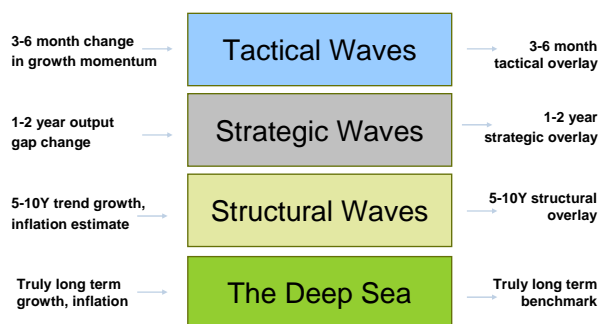 3-6 month change
in growth momentum
Tactical Waves
3-6 month
tactical overlay
1-2 year output
gap change
Strategic Waves
1-2 year
strategic overlay
5-10Y trend growth,
inflation estimate
Structural Waves
5-10Y structural
overlay
Truly long term
growth, inflation
The Deep Sea
Truly long term
benchmark